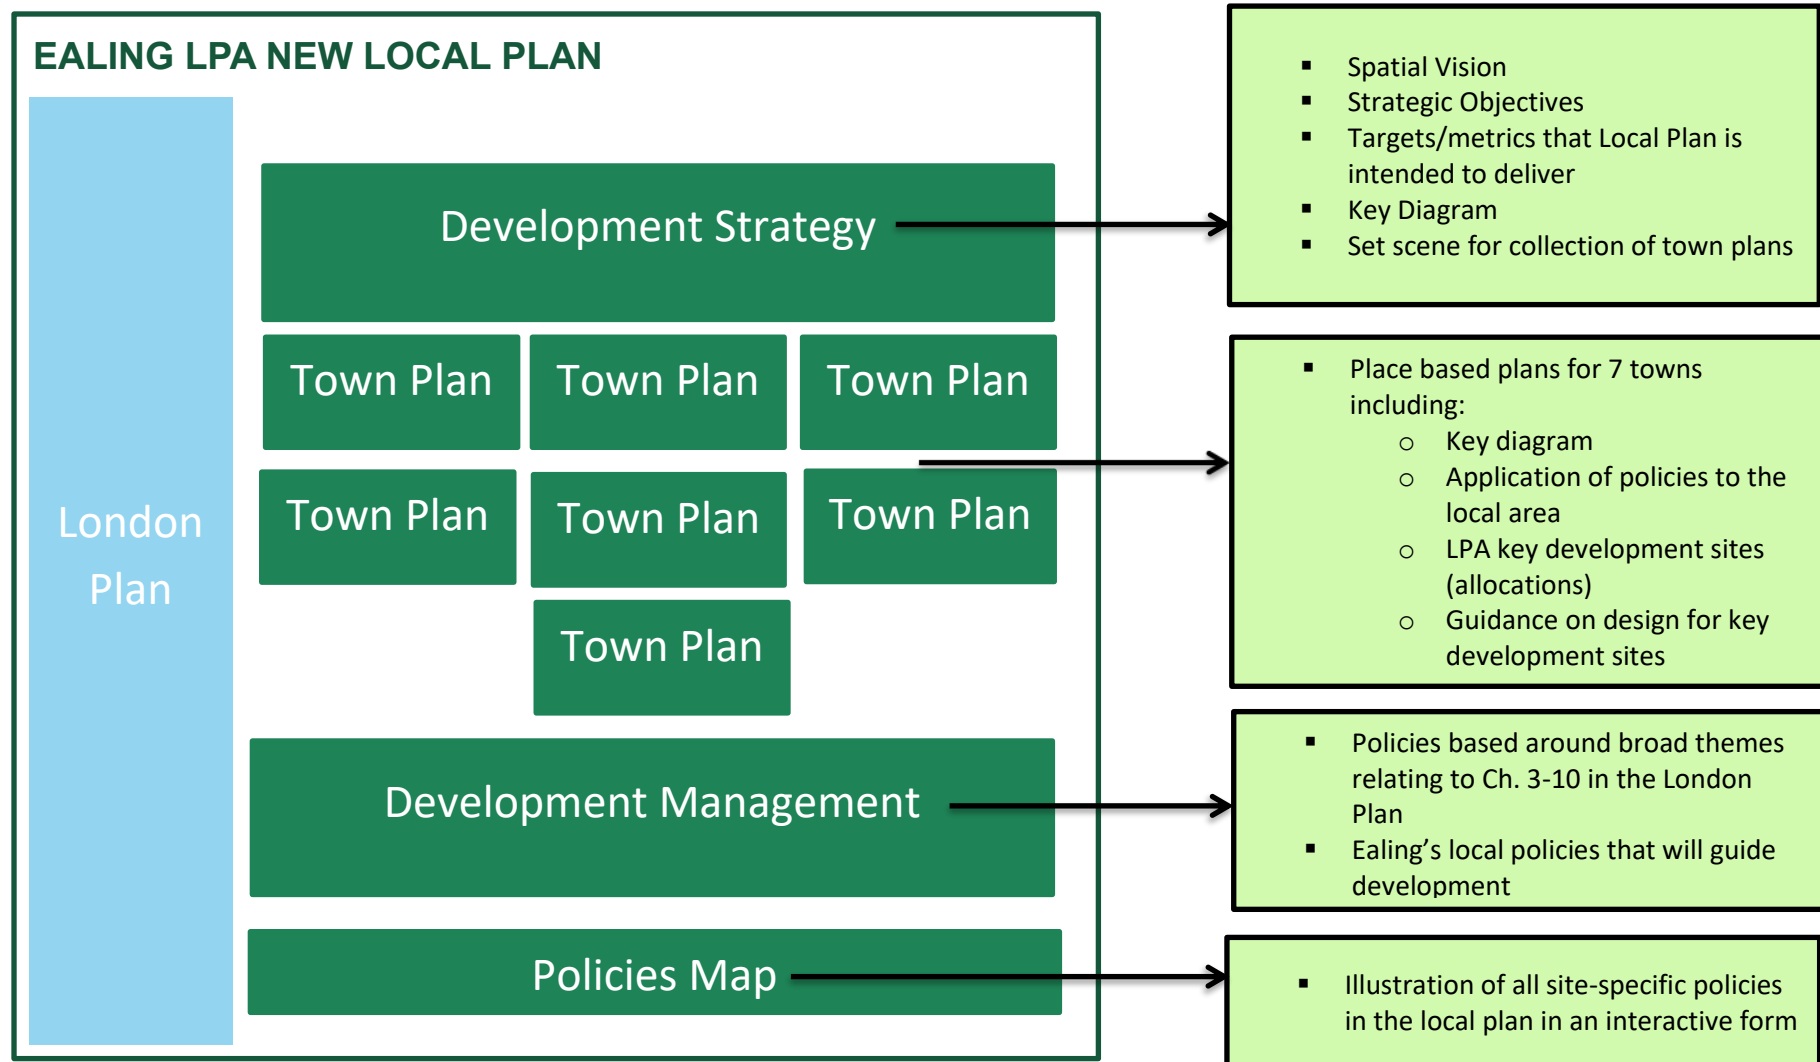 EALING LPA NEW LOCAL PLAN
London
Plan
Development Strategy
Town Plan
Town Plan
Town Plan
Town Plan
Town Plan
Town Plan
Town Plan
Development Management
Policies Map
▪ Spatial Vision
▪ Strategic Objectives
▪ Targets/metrics that Local Plan is
intended to deliver
▪ Key Diagram
▪ Set scene for collection of town plans
▪ Place based plans for 7 towns
including:
o Key diagram
o Application of policies to the
local area
o LPA key development sites
(allocations)
o Guidance on design for key
development sites
▪ Policies based around broad themes
relating to Ch. 3-10 in the London
Plan
▪ Ealing’s local policies that will guide
development
▪ Illustration of all site-specific policies
in the local plan in an interactive form